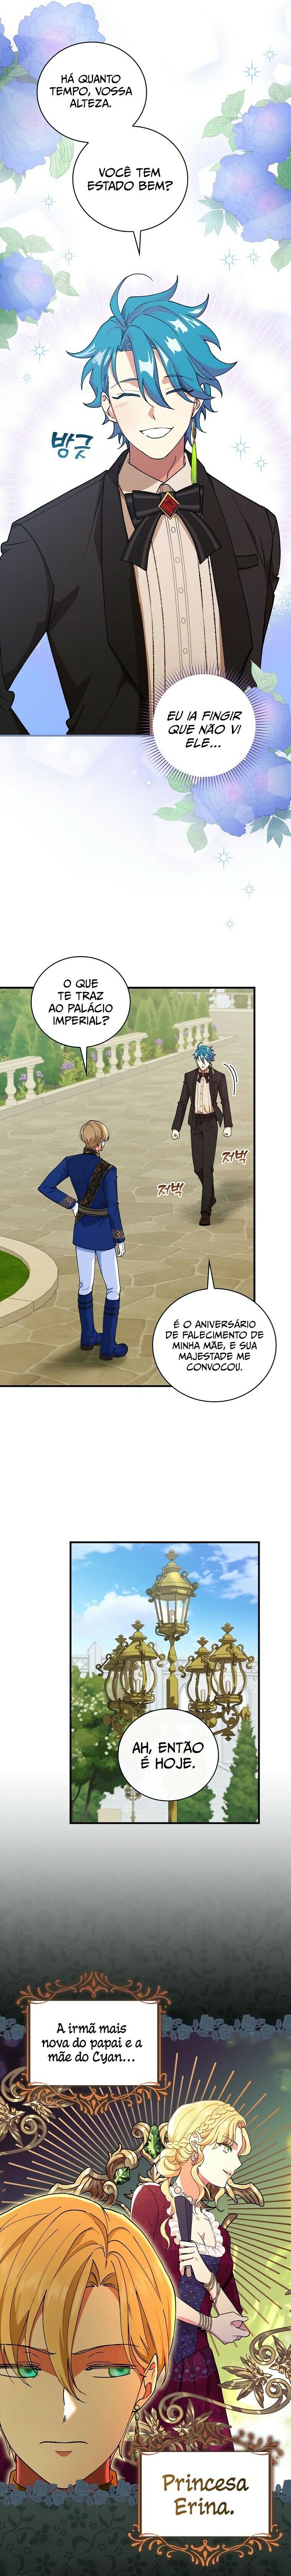 HÁ QUANTO
TEMPO, VOSSA
ALTEZA.
VOCÊ TEM
ESTADO BEM?
방긋
EU IA FINGIR
QUE NÃO VI
ELE...
O QUE
TE TRAZ
AO PALÁCIO
IMPERIAL?
저벅
저벅
É O ANIVERSÁRIO
DE FALECIMENTO DE
MINHA MÃE, E SUA
MAJESTADE ME
CONVOCOU.
AH, ENTÃO
É HOJE.
A irmã mais
nova do papai e a
mãe do Cyan...
Princesa
Erina.